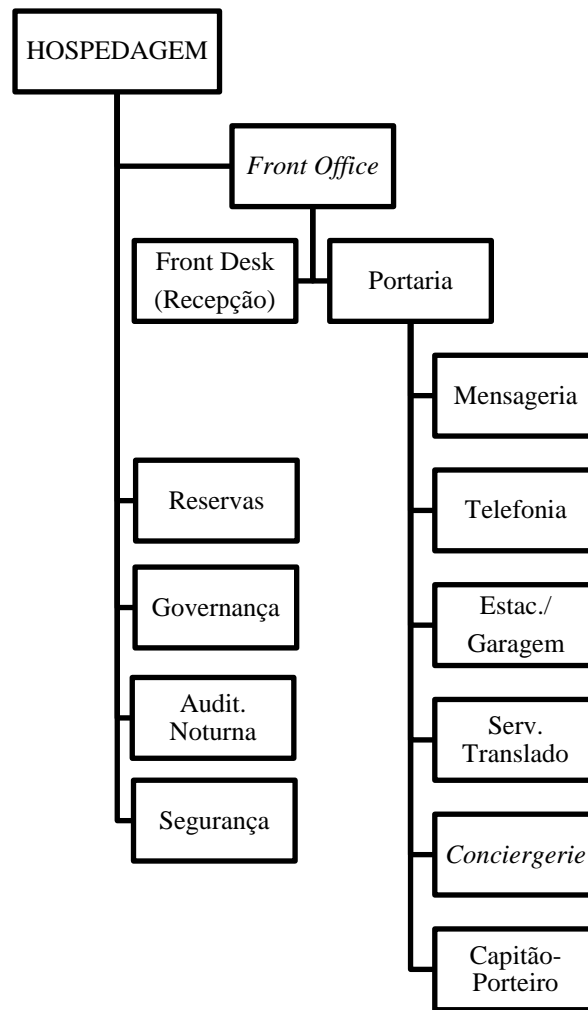 HOSPEDAGEM
Front Office
Front Desk
(Recepção)
Portaria
Mensageria
Reservas
Telefonia
Governança
Estac./
Garagem
Audit.
Noturna
Serv.
Translado
Segurança
Conciergerie
Capitão-
Porteiro